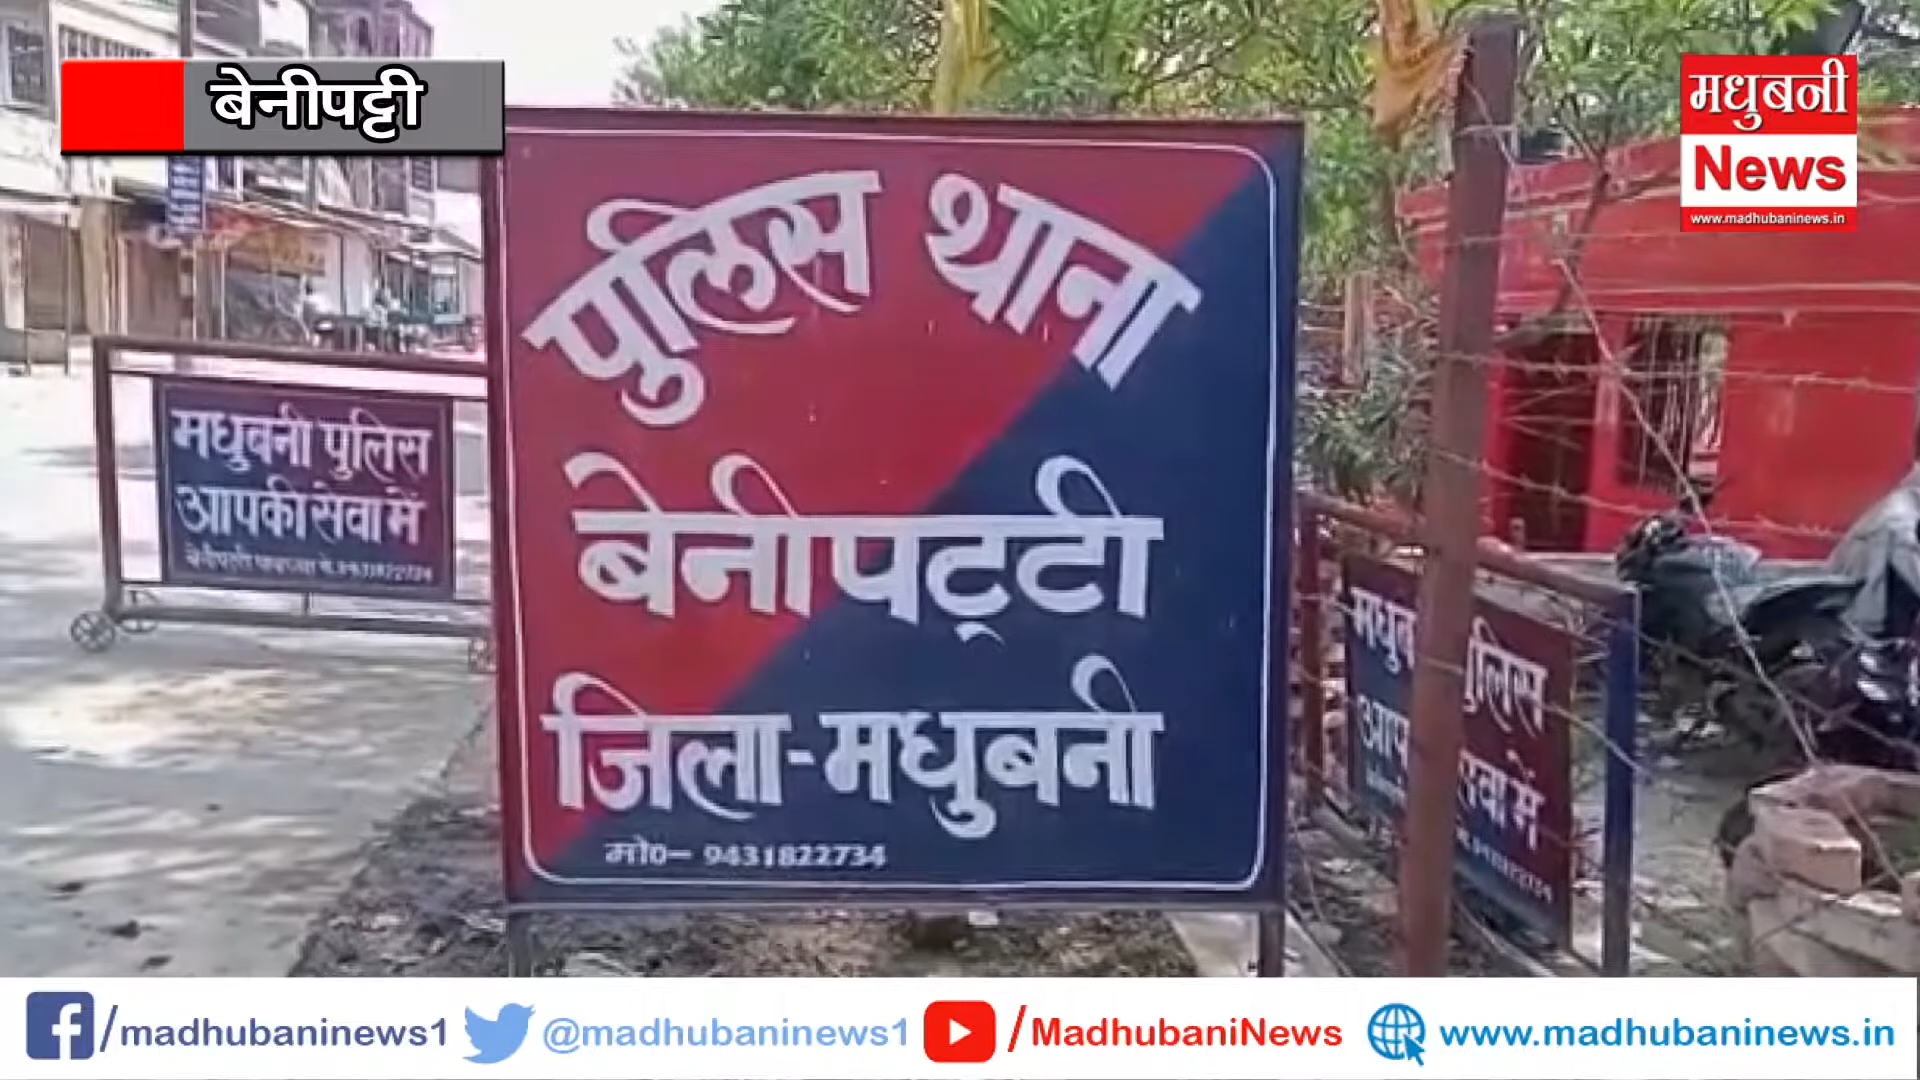 बेनीपट्टी
मधुबनी
News
www.madhubaninews.in
पुलिस थाना
बेनीपट्टी
जिला-मधुबनी
मो0- 9431822734
मधुबनी पुलिस
आपकी सेवा में
पुलिस
/madhubaninews1
@madhubaninews1
/MadhubaniNews
www.madhubaninews.in